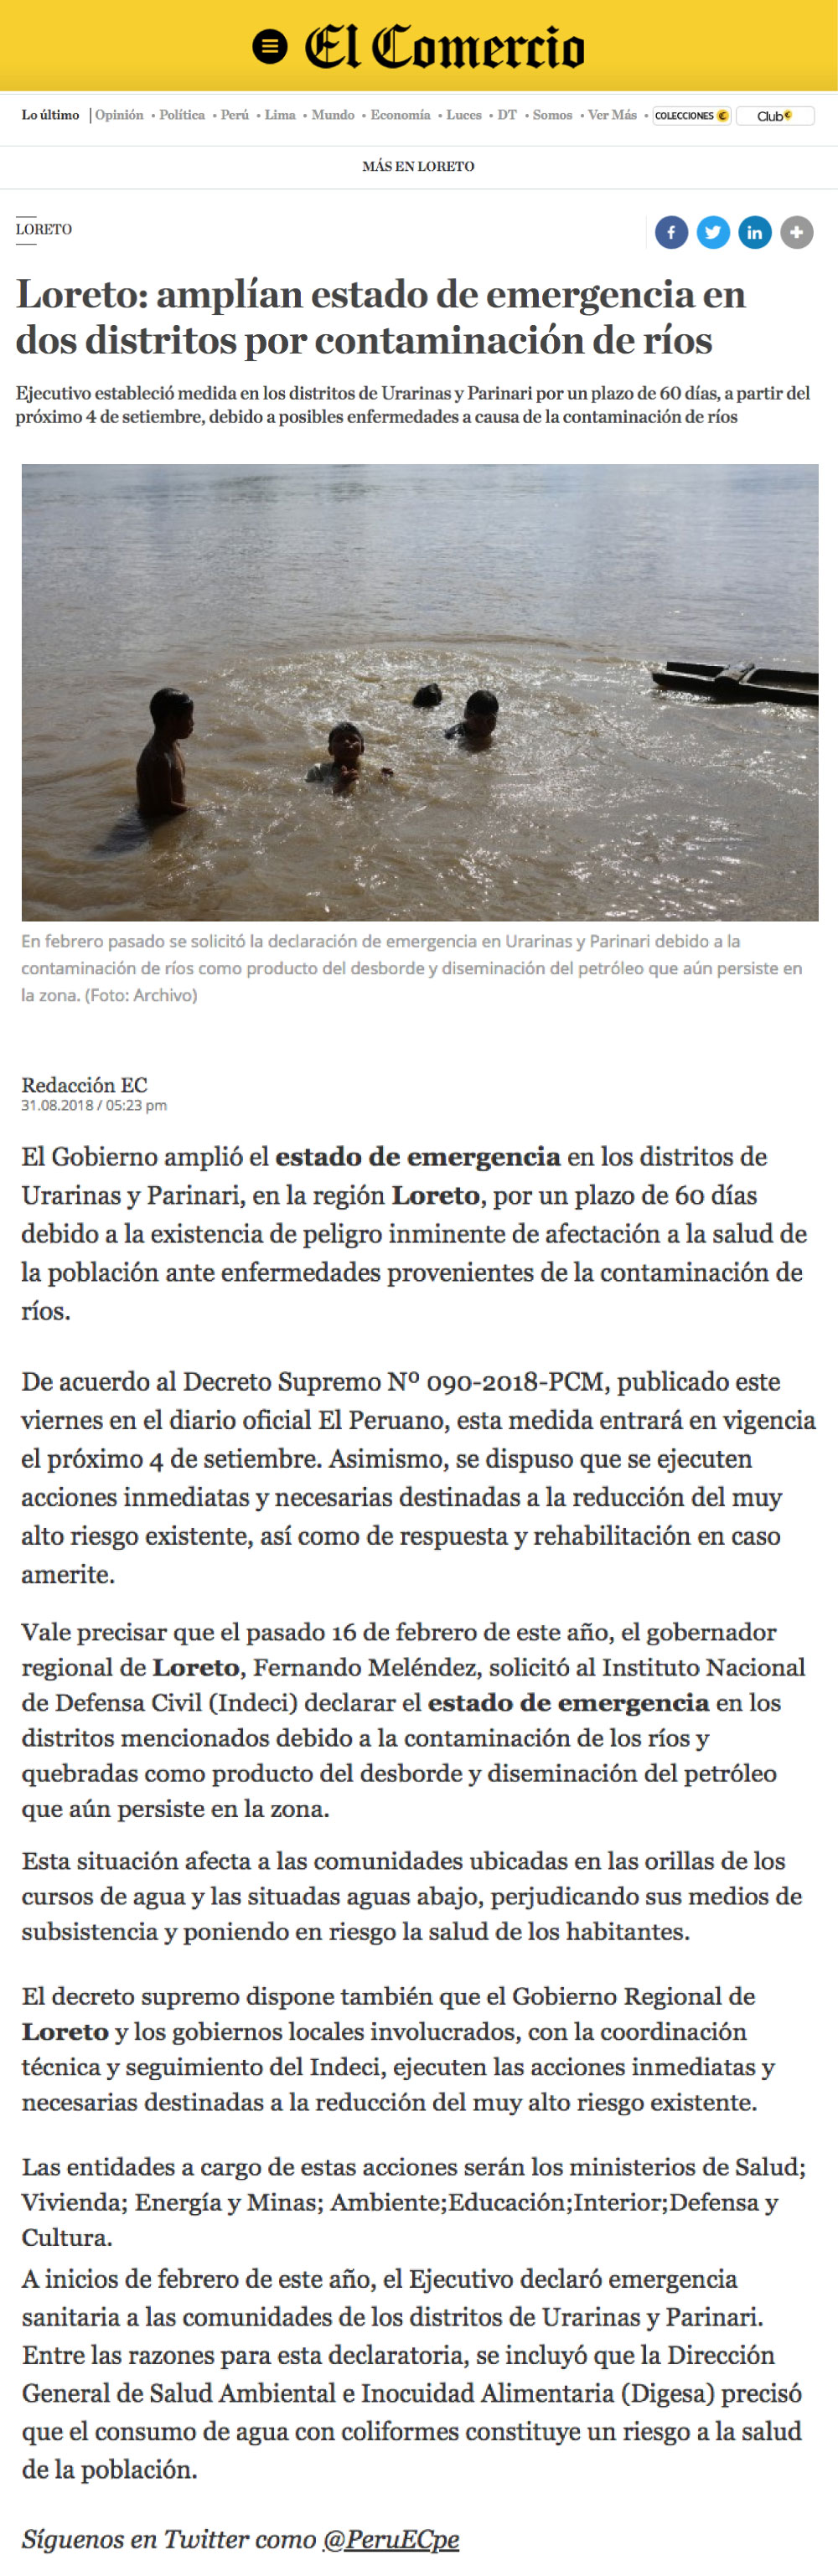 El Comercio
Lo último | Opinión • Política • Perú • Lima • Mundo • Economía • Luces • DT • Somos • Ver Más • COLECCIONES Club
MÁS EN LORETO
LORETO
Loreto: amplían estado de emergencia en
dos distritos por contaminación de ríos
Ejecutivo estableció medida en los distritos de Urarinas y Parinari por un plazo de 60 días, a partir del
próximo 4 de setiembre, debido a posibles enfermedades a causa de la contaminación de ríos
En febrero pasado se solicitó la declaración de emergencia en Urarinas y Parinari debido a la
contaminación de ríos como producto del desborde y diseminación del petróleo que aún persiste en
la zona. (Foto: Archivo)
Redacción EC
31.08.2018 / 05:23 pm
El Gobierno amplió el estado de emergencia en los distritos de
Urarinas y Parinari, en la región Loreto, por un plazo de 60 días
debido a la existencia de peligro inminente de afectación a la salud de
la población ante enfermedades provenientes de la contaminación de
ríos.
De acuerdo al Decreto Supremo Nº 090-2018-PCM, publicado este
viernes en el diario oficial El Peruano, esta medida entrará en vigencia
el próximo 4 de setiembre. Asimismo, se dispuso que se ejecuten
acciones inmediatas y necesarias destinadas a la reducción del muy
alto riesgo existente, así como de respuesta y rehabilitación en caso
amerite.
Vale precisar que el pasado 16 de febrero de este año, el gobernador
regional de Loreto, Fernando Meléndez, solicitó al Instituto Nacional
de Defensa Civil (Indeci) declarar el estado de emergencia en los
distritos mencionados debido a la contaminación de los ríos y
quebradas como producto del desborde y diseminación del petróleo
que aún persiste en la zona.
Esta situación afecta a las comunidades ubicadas en las orillas de los
cursos de agua y las situadas aguas abajo, perjudicando sus medios de
subsistencia y poniendo en riesgo la salud de los habitantes.
El decreto supremo dispone también que el Gobierno Regional de
Loreto y los gobiernos locales involucrados, con la coordinación
técnica y seguimiento del Indeci, ejecuten las acciones inmediatas y
necesarias destinadas a la reducción del muy alto riesgo existente.
Las entidades a cargo de estas acciones serán los ministerios de Salud;
Vivienda; Energía y Minas; Ambiente;Educación;Interior;Defensa y
Cultura.
A inicios de febrero de este año, el Ejecutivo declaró emergencia
sanitaria a las comunidades de los distritos de Urarinas y Parinari.
Entre las razones para esta declaratoria, se incluyó que la Dirección
General de Salud Ambiental e Inocuidad Alimentaria (Digesa) precisó
que el consumo de agua con coliformes constituye un riesgo a la salud
de la población.
Síguenos en Twitter como @PeruECpe